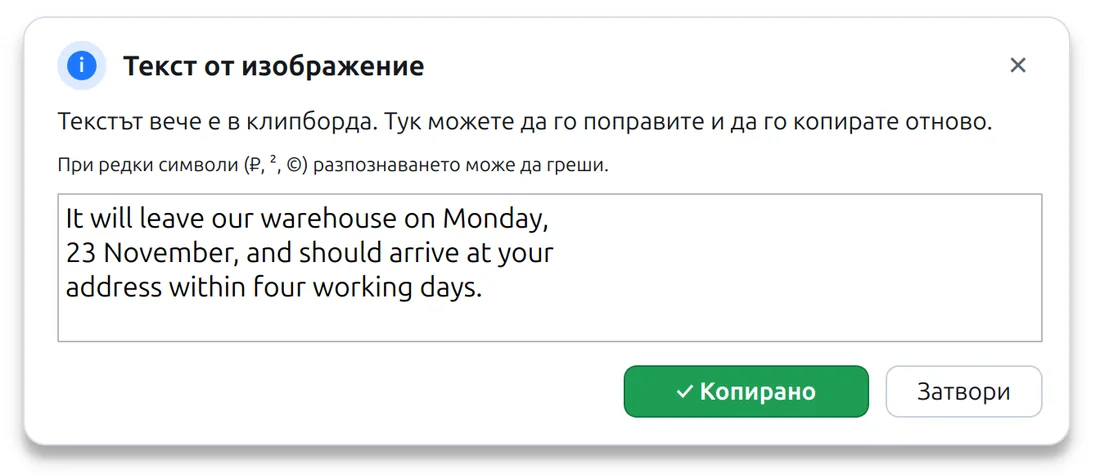 Текст от изображение
Текстът вече е в клипборда. Тук можете да го поправите и да го копирате отново.
При редки символи (₽, ², ©) разпознаването може да греши.
It will leave our warehouse on Monday,
23 November, and should arrive at your
address within four working days.
✓ Копирано
Затвори